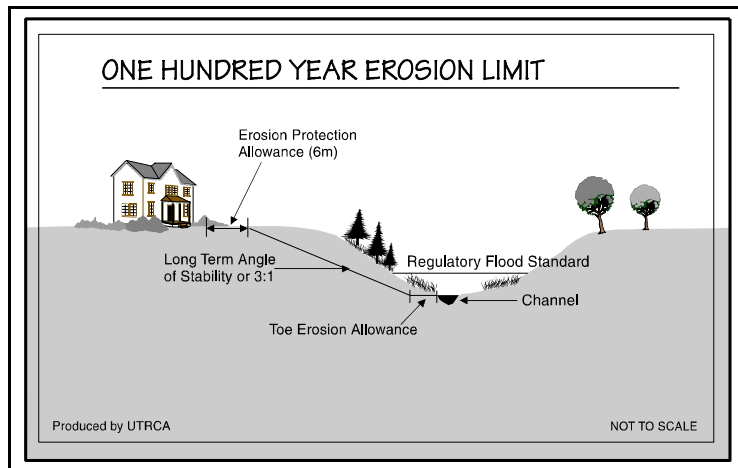 ONE HUNDRED YEAR EROSION LIMIT
Erosion Protection
Allowance (6m)
Long Term Angle
of Stability or 3:1
Regulatory Flood Standard
Channel
Toe Erosion Allowance
Produced by UTRCA
NOT TO SCALE